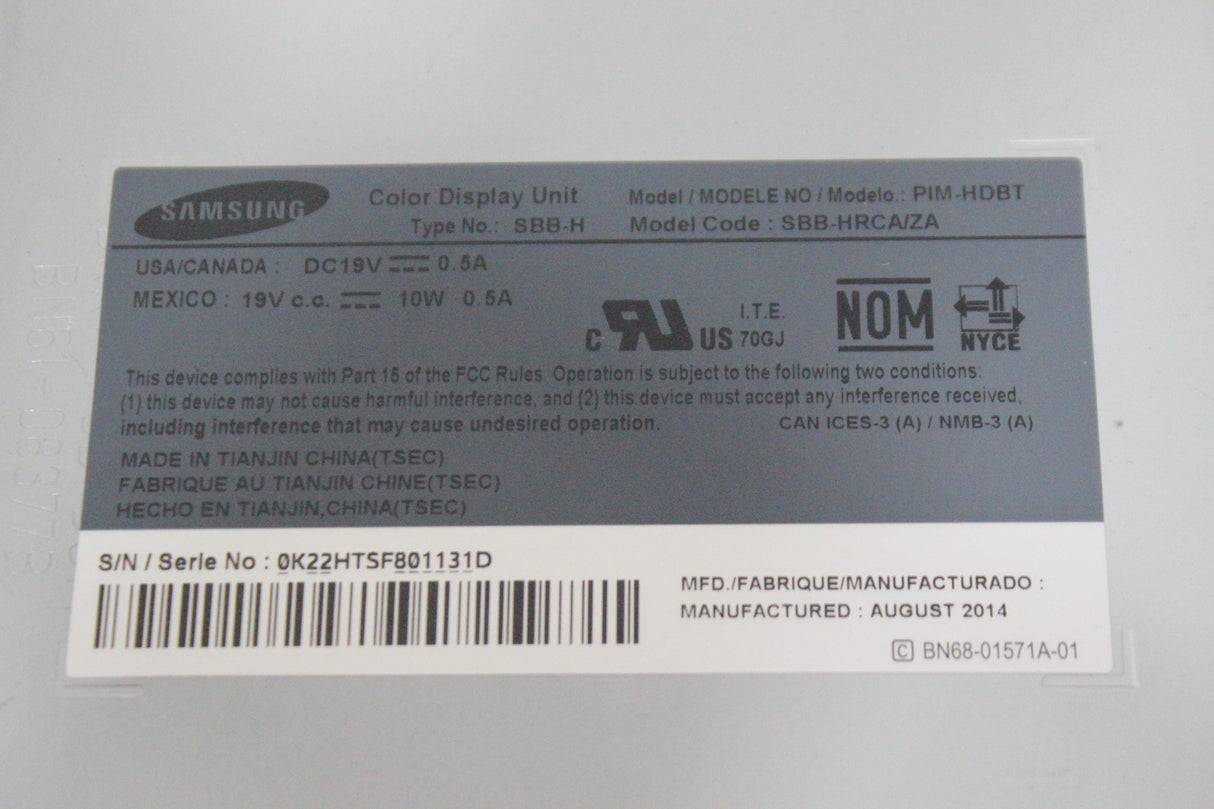 SAMSUNG
Color Display Unit
Type No.: SBB-H
Model / MODELE NO / Modelo.: PIM-HDBT
Model Code : SBB-HRCA/ZA
USA/CANADA : DC19V 0.5A
MEXICO : 19V c.c. 10W 0.5A
C RU US I.T.E. 70GJ
NOM
NYCE
This device complies with Part 15 of the FCC Rules. Operation is subject to the following two conditions:
(1) this device may not cause harmful interference, and (2) this device must accept any interference received,
including interference that may cause undesired operation.
CAN ICES-3 (A) / NMB-3 (A)
MADE IN TIANJIN CHINA(TSEC)
FABRIQUE AU TIANJIN CHINE(TSEC)
HECHO EN TIANJIN,CHINA(TSEC)
S/N / Serie No : 0K22HTSF801131D
MFD./FABRIQUE/MANUFACTURADO :
MANUFACTURED : AUGUST 2014
C BN68-01571A-01